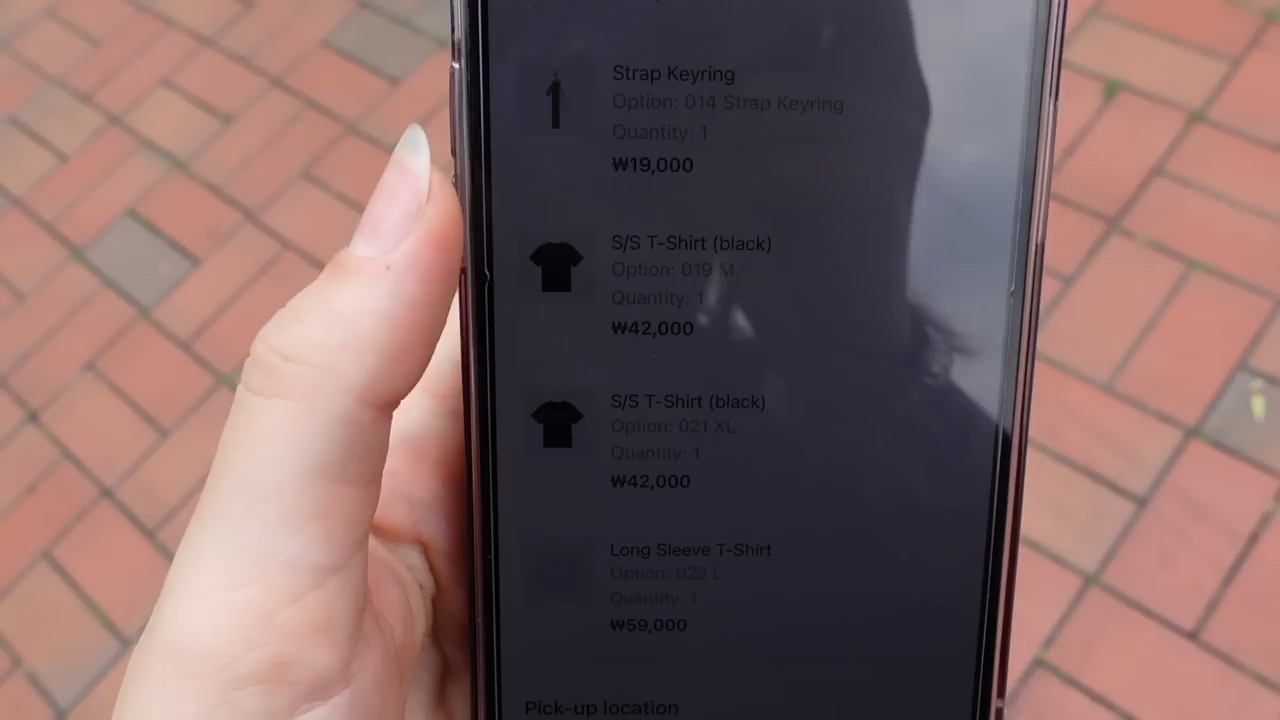 Strap Keyring
Option: 014 Strap Keyring
Quantity: 1
₩19,000
S/S T-Shirt (black)
Option: 019 M
Quantity: 1
₩42,000
S/S T-Shirt (black)
Option: 021 XL
Quantity: 1
₩42,000
Long Sleeve T-Shirt
Option: 022 L
Quantity: 1
₩59,000
Pick-up location